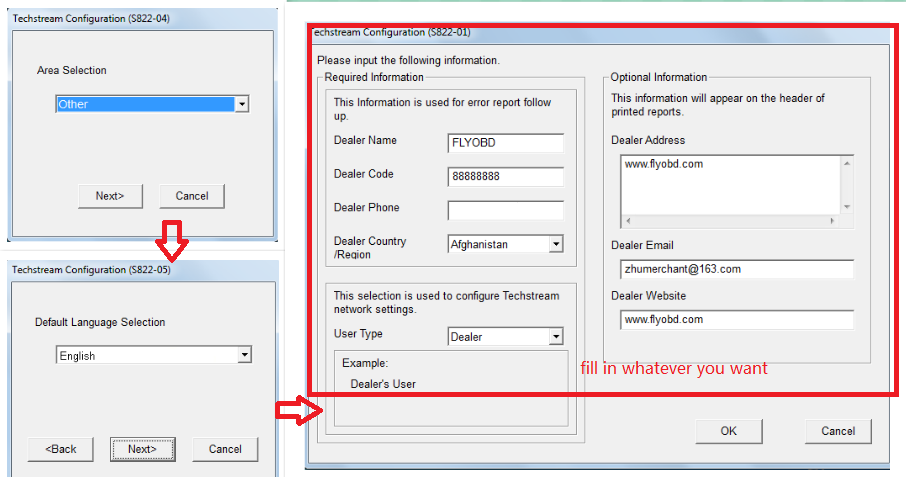 Techstream Configuration (S822-04)
Area Selection
Other
Next>
Cancel
Techstream Configuration (S822-05)
Default Language Selection
English
<Back
Next>
Cancel
Techstream Configuration (S822-01)
Please input the following information.
Required Information
This Information is used for error report follow
up.
Dealer Name
FLYOBD
Dealer Code
88888888
Dealer Phone
Dealer Country
/Region
Afghanistan
This selection is used to configure Techstream
network settings.
User Type
Dealer
Example:
Dealer's User
Optional Information
This information will appear on the header of
printed reports.
Dealer Address
www.flyobd.com
Dealer Email
zhumerchant@163.com
Dealer Website
www.flyobd.com
fill in whatever you want
OK
Cancel